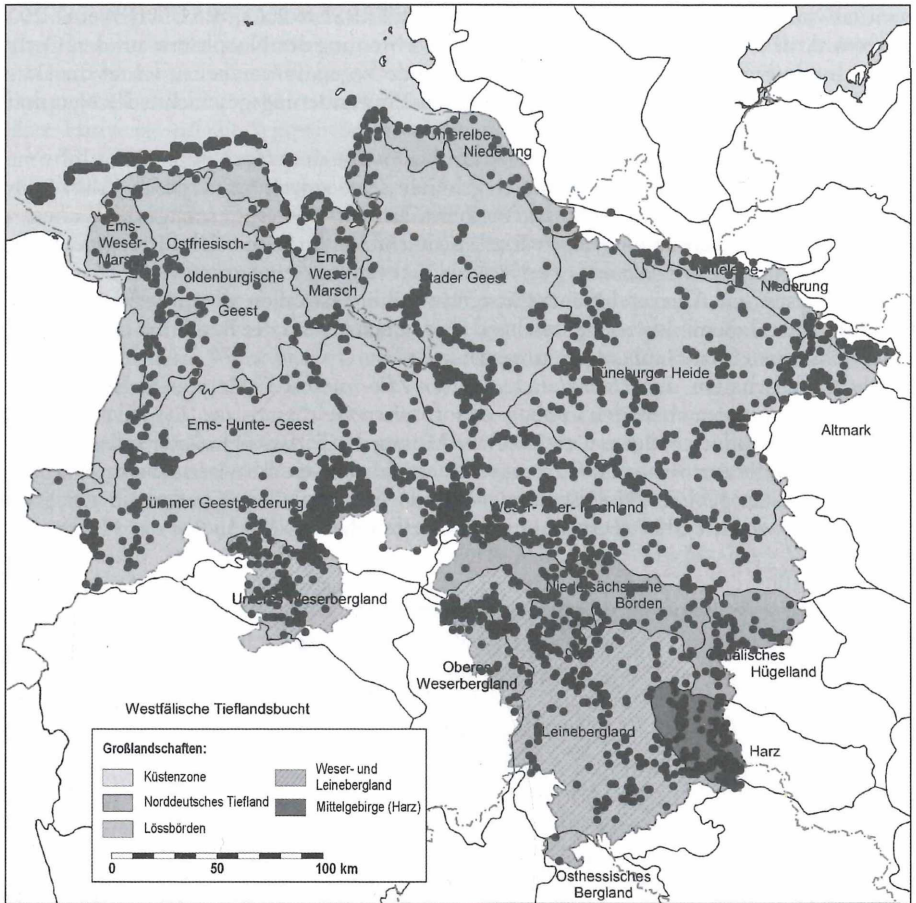 Unterelbe-
Niederung
Ems-
Weser-
Marsch
Ostfriesisch-
oldenburgische
Geest
Ems-
Weser-
Marsch
Stader Geest
Mittelelbe-
Niederung
Lüneburger Heide
Ems- Hunte- Geest
Altmark
Dümmer Geestniederung
Weser- Aller- Flachland
Niedersächsische
Börden
Unteres Weserbergland
Ostfälisches
Hügelland
Oberes
Weserbergland
Westfälische Tieflandsbucht
Leinebergland
Harz
Großlandschaften:
Küstenzone
Norddeutsches Tiefland
Lössbörden
Weser- und
Leinebergland
Mittelgebirge (Harz)
0 50 100 km
Osthessisches
Bergland